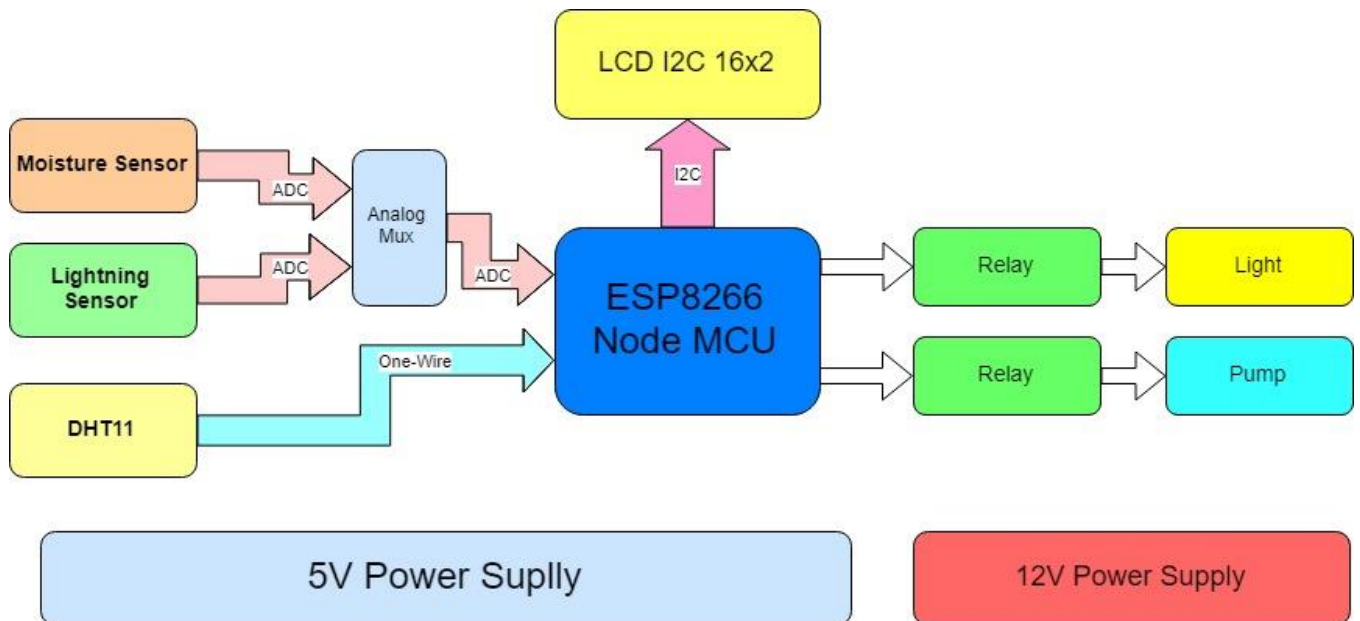 LCD I2C 16x2
Moisture Sensor
ADC
I2C
Analog
Mux
Lightning
Sensor
ADC
ADC
ESP8266
Node MCU
Relay
Light
One-Wire
Relay
Pump
DHT11
5V Power Suplly
12V Power Supply